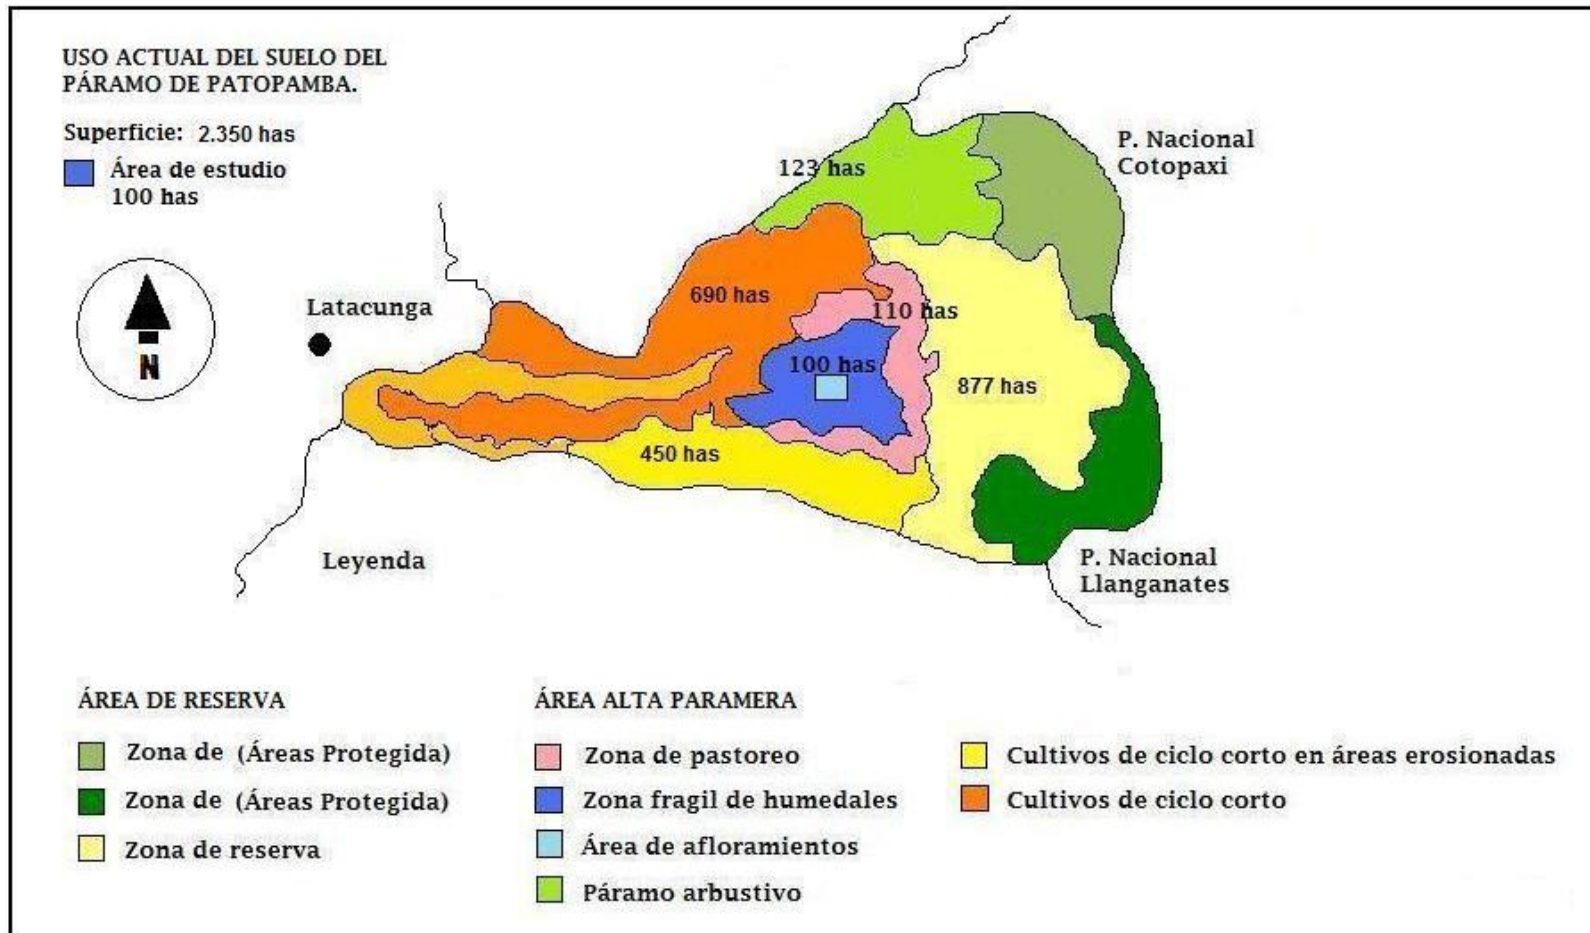 USO ACTUAL DEL SUELO DEL
PÁRAMO DE PATOPAMBA.
Superficie: 2.350 has
Área de estudio
100 has
N
Latacunga
P. Nacional
Cotopaxi
123 has
690 has
110 has
100 has
877 has
450 has
P. Nacional
Llanganates
Leyenda
ÁREA DE RESERVA
Zona de (Áreas Protegida)
Zona de (Áreas Protegida)
Zona de reserva
ÁREA ALTA PARAMERA
Zona de pastoreo
Zona fragil de humedales
Área de afloramientos
Páramo arbustivo
Cultivos de ciclo corto en áreas erosionadas
Cultivos de ciclo corto